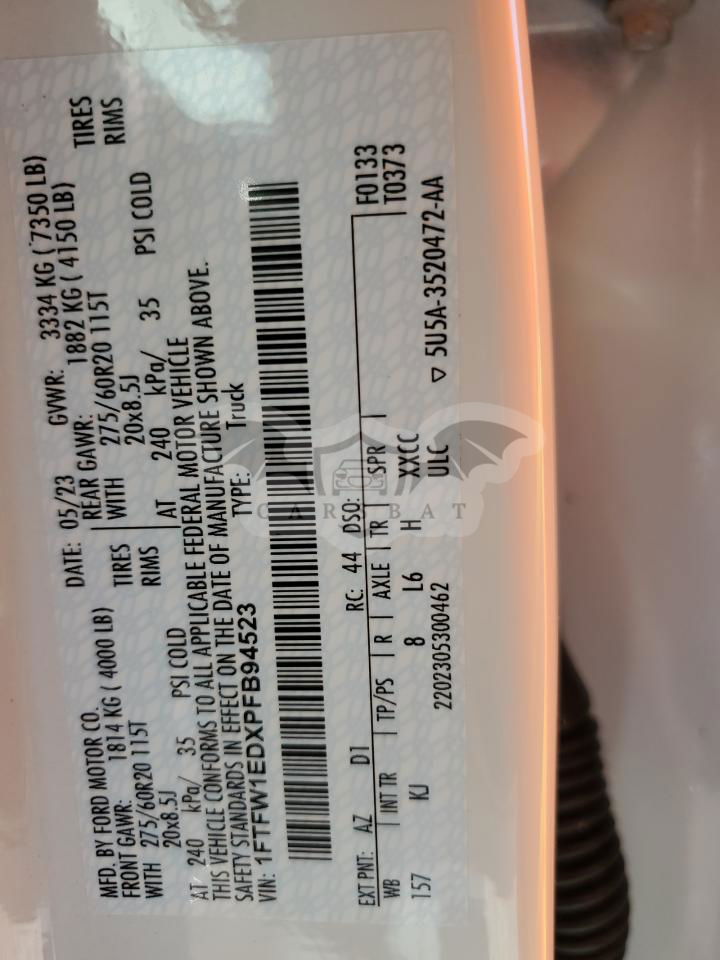 MFD. BY FORD MOTOR CO.
DATE: 05/23 GVWR: 3334 KG ( 7350 LB)
FRONT GAWR: 1814 KG ( 4000 LB)
REAR GAWR: 1882 KG ( 4150 LB)
WITH 275/60R20 115T TIRES
WITH 275/60R20 115T TIRES
20x8.5J RIMS
20x8.5J RIMS
AT 240 kPa/ 35 PSI COLD
AT 240 kPa/ 35 PSI COLD
THIS VEHICLE CONFORMS TO ALL APPLICABLE FEDERAL MOTOR VEHICLE
SAFETY STANDARDS IN EFFECT ON THE DATE OF MANUFACTURE SHOWN ABOVE.
VIN: 1FTFW1EDXPFB94523 TYPE: Truck
EXT PNT: AZ D1 RC: 44 DSO: F0133
WB INT TR TP/PS R AXLE TR SPR T0373
157 KJ 8 L6 H XXCC
2202305300462 ULC ▽ 5U5A-3520472-AA
CAR BAT